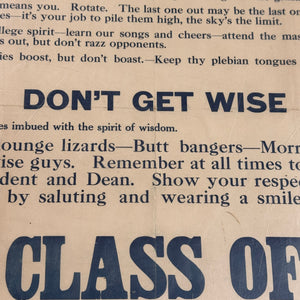 means you. Rotate. The last one out may be the last on
es; it's your job to pile them high, the sky's the limit.
llege spirit—learn our songs and cheers—attend the mas
s out, but don't razz opponents.
ies boost, but don't boast.—Keep thy plebian tongues
DON'T GET WISE
es imbued with the spirit of wisdom.
ounge lizards—Butt bangers—Morr
ise guys. Remember at all times to
dent and Dean. Show your respe
by saluting and wearing a smile
CLASS OF